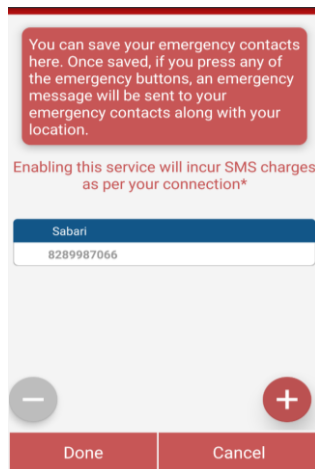 You can save your emergency contacts
here. Once saved, if you press any of
the emergency buttons, an emergency
message will be sent to your
emergency contacts along with your
location.
Enabling this service will incur SMS charges
as per your connection*
Sabari
8289987066
Done Cancel